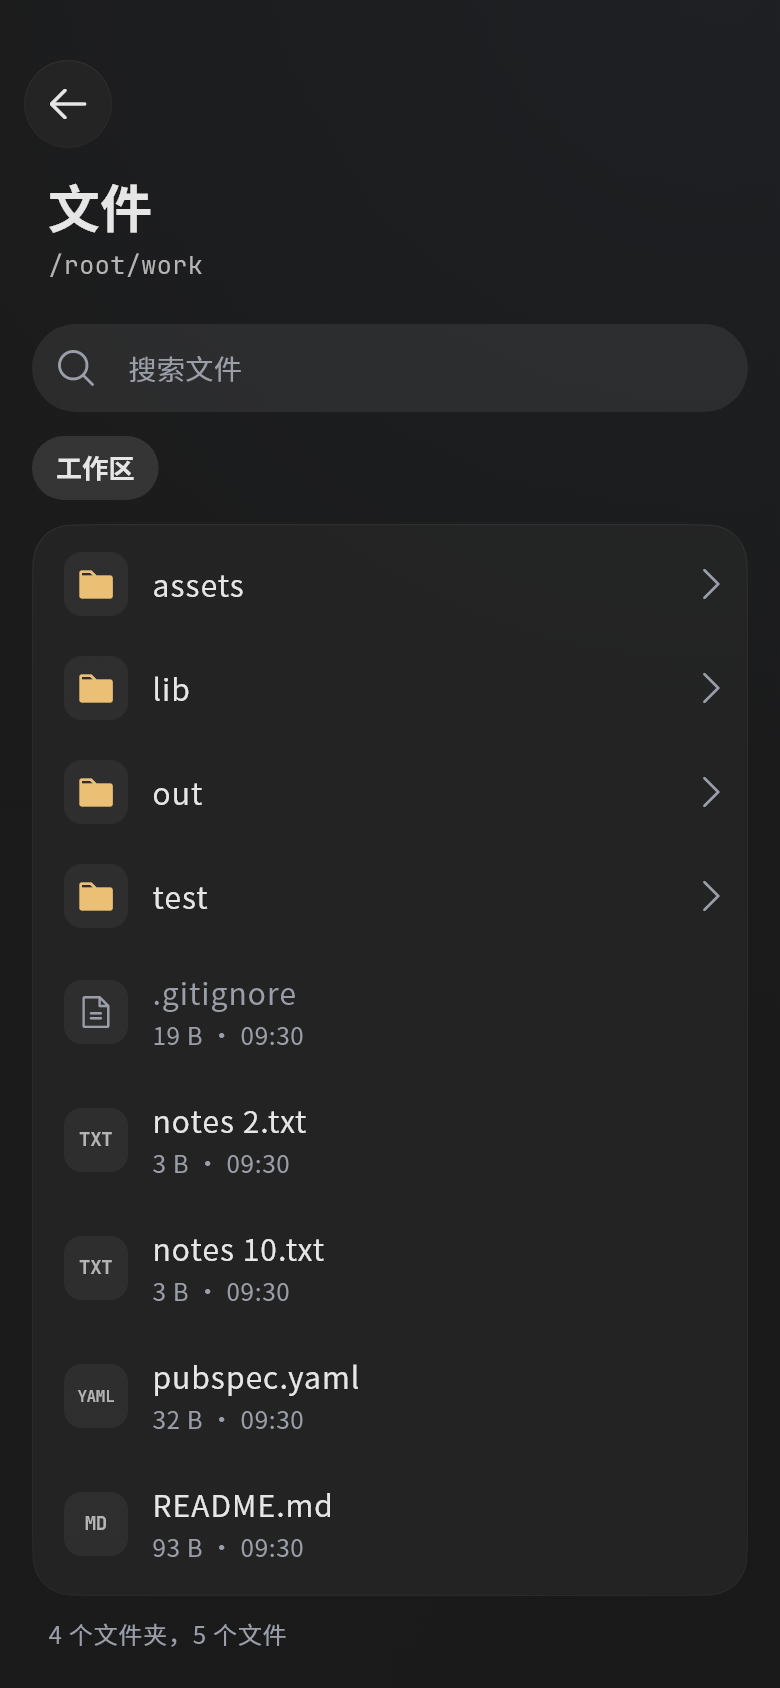 文件
/root/work
搜索文件
工作区
assets
lib
out
test
.gitignore
19 B • 09:30
TXT
notes 2.txt
3 B • 09:30
TXT
notes 10.txt
3 B • 09:30
YAML
pubspec.yaml
32 B • 09:30
MD
README.md
93 B • 09:30
4 个文件夹，5 个文件